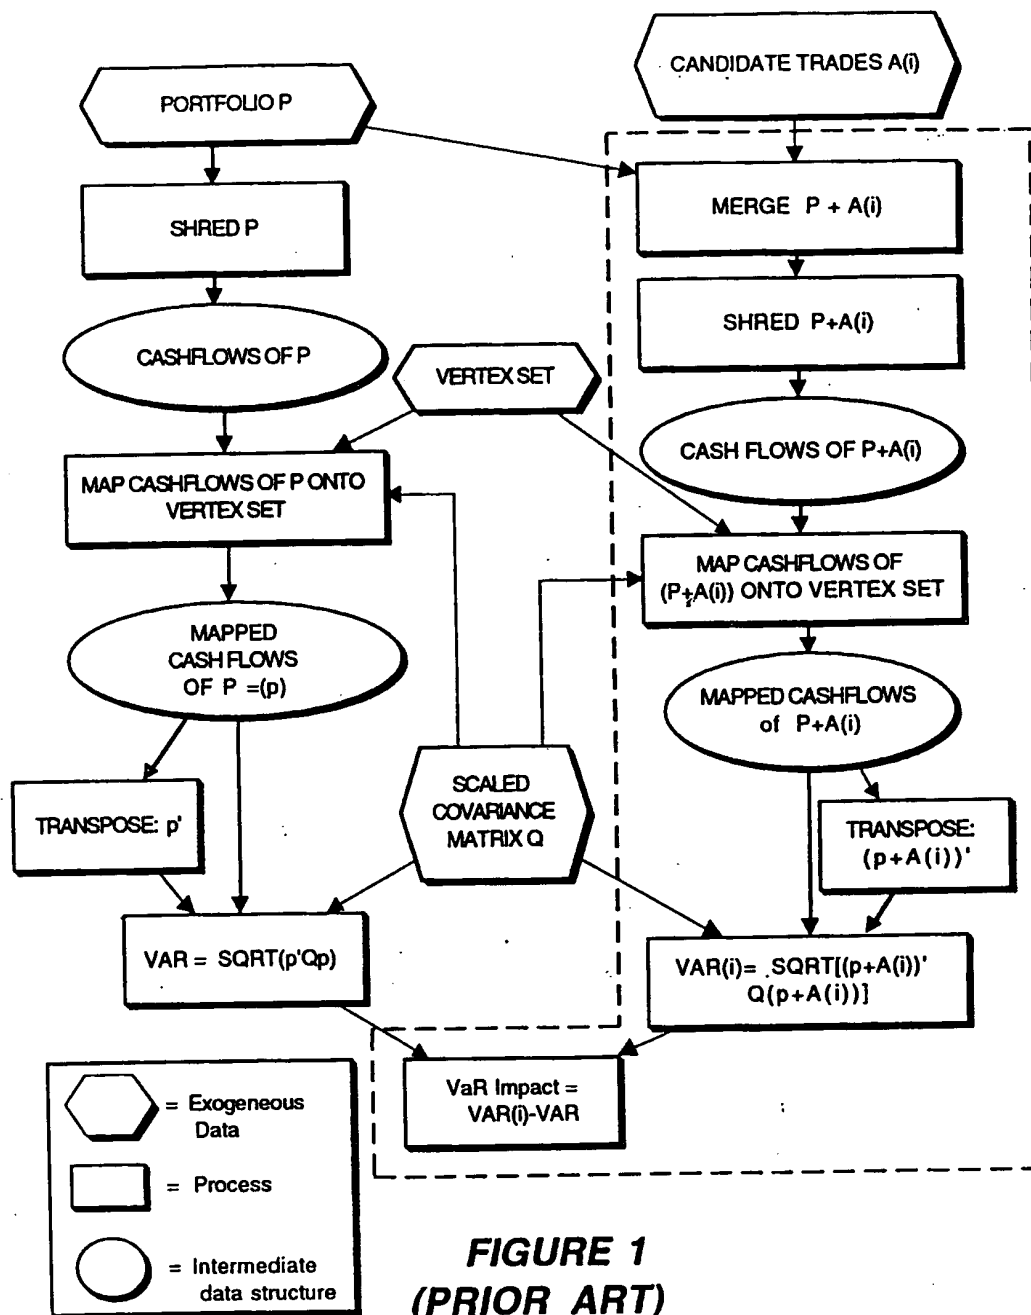 CANDIDATE TRADES A(i)
PORTFOLIO P
MERGE P + A(i)
SHRED P
SHRED P+A(i)
CASHFLOWS OF P
VERTEX SET
CASH FLOWS OF P+A(i)
MAP CASHFLOWS OF P ONTO
VERTEX SET
MAP CASHFLOWS OF
(P+A(i)) ONTO VERTEX SET
MAPPED
CASH FLOWS
OF P =(p)
MAPPED CASHFLOWS
of P+A(i)
SCALED
COVARIANCE
MATRIX Q
TRANSPOSE: p'
TRANSPOSE:
(p+A(i))'
VAR = SQRT(p'Qp)
VAR(i)= SQRT[(p+A(i))'
Q(p+A(i))]
VaR Impact =
VAR(i)-VAR
= Exogeneous
Data
= Process
= Intermediate
data structure
FIGURE 1
(PRIOR ART)